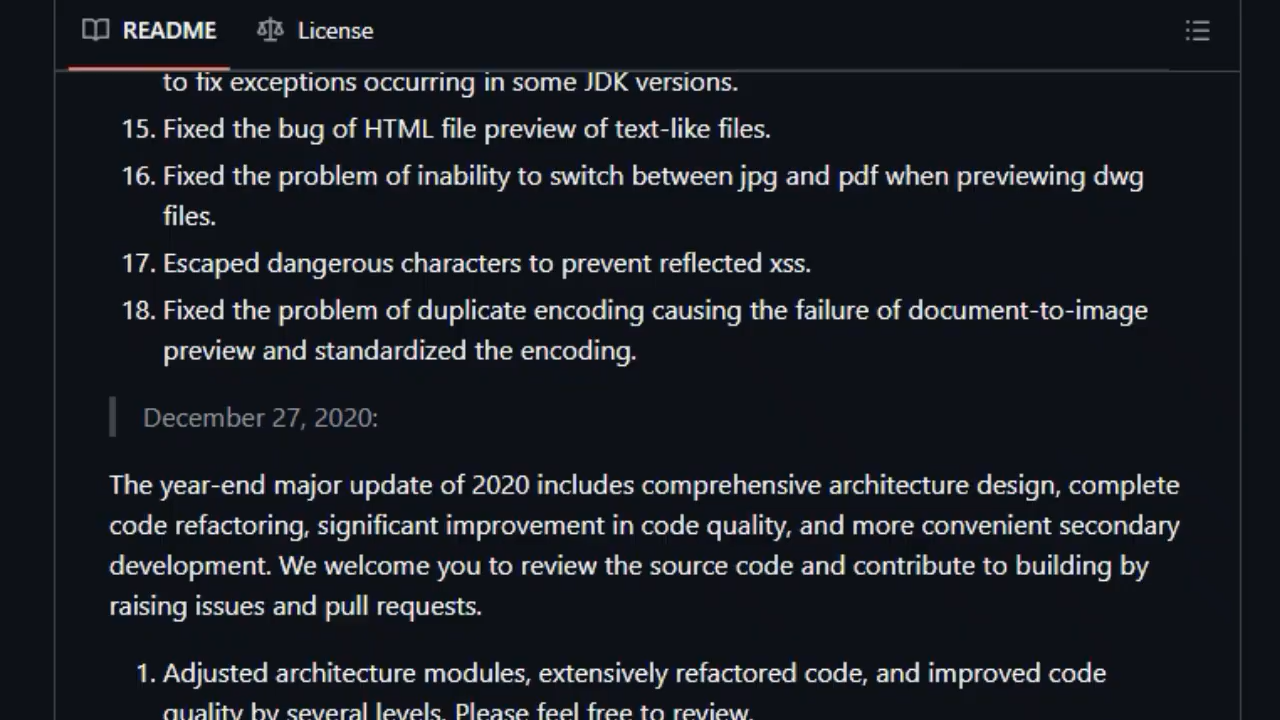 README
License
to fix exceptions occurring in some JDK versions.
15. Fixed the bug of HTML file preview of text-like files.
16. Fixed the problem of inability to switch between jpg and pdf when previewing dwg
files.
17. Escaped dangerous characters to prevent reflected xss.
18. Fixed the problem of duplicate encoding causing the failure of document-to-image
preview and standardized the encoding.
December 27, 2020:
The year-end major update of 2020 includes comprehensive architecture design, complete
code refactoring, significant improvement in code quality, and more convenient secondary
development. We welcome you to review the source code and contribute to building by
raising issues and pull requests.
1. Adjusted architecture modules, extensively refactored code, and improved code
quality by several levels. Please feel free to review.